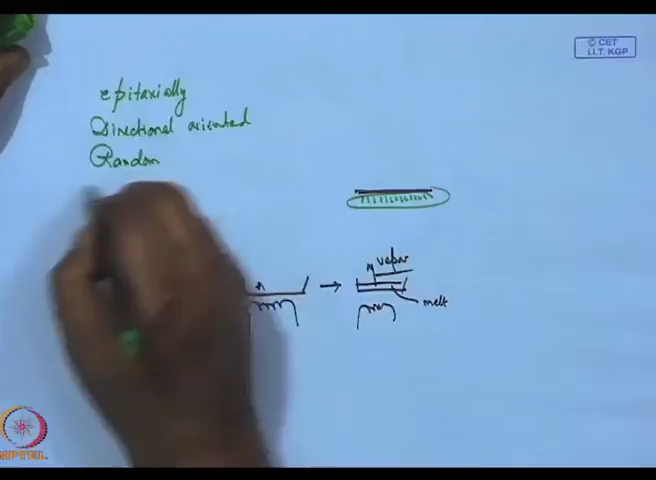 © CET
I.I.T. KGP
epitaxially
Directional oriented
Random
vapor
melt
NPTEL